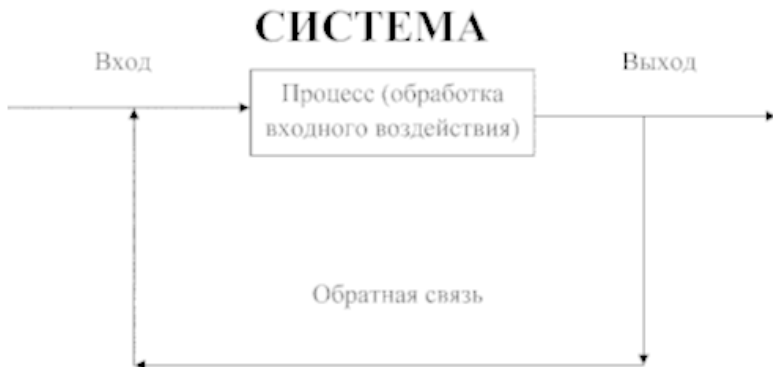 СИСТЕМА
Вход
Выход
Процесс (обработка
входного воздействия)
Обратная связь